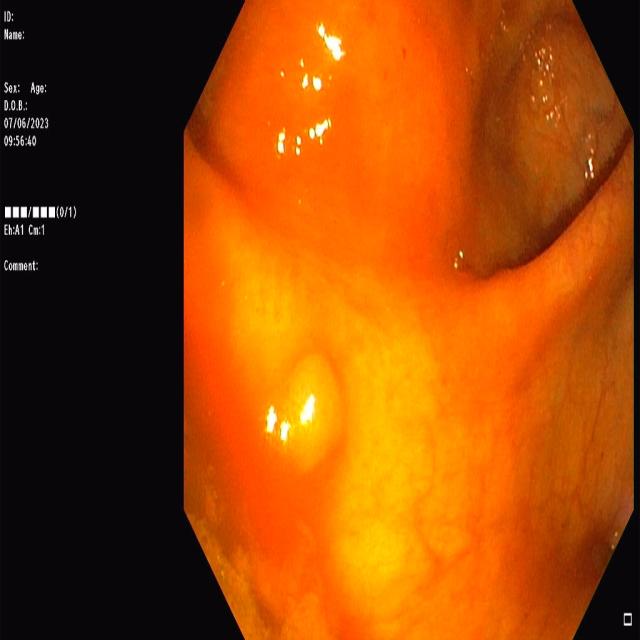 ID:
Name:
Sex: Age:
D.O.B.:
07/06/2023
09:56:40
■■■/■■■(0/1)
Eh:A1 Cm:1
Comment: